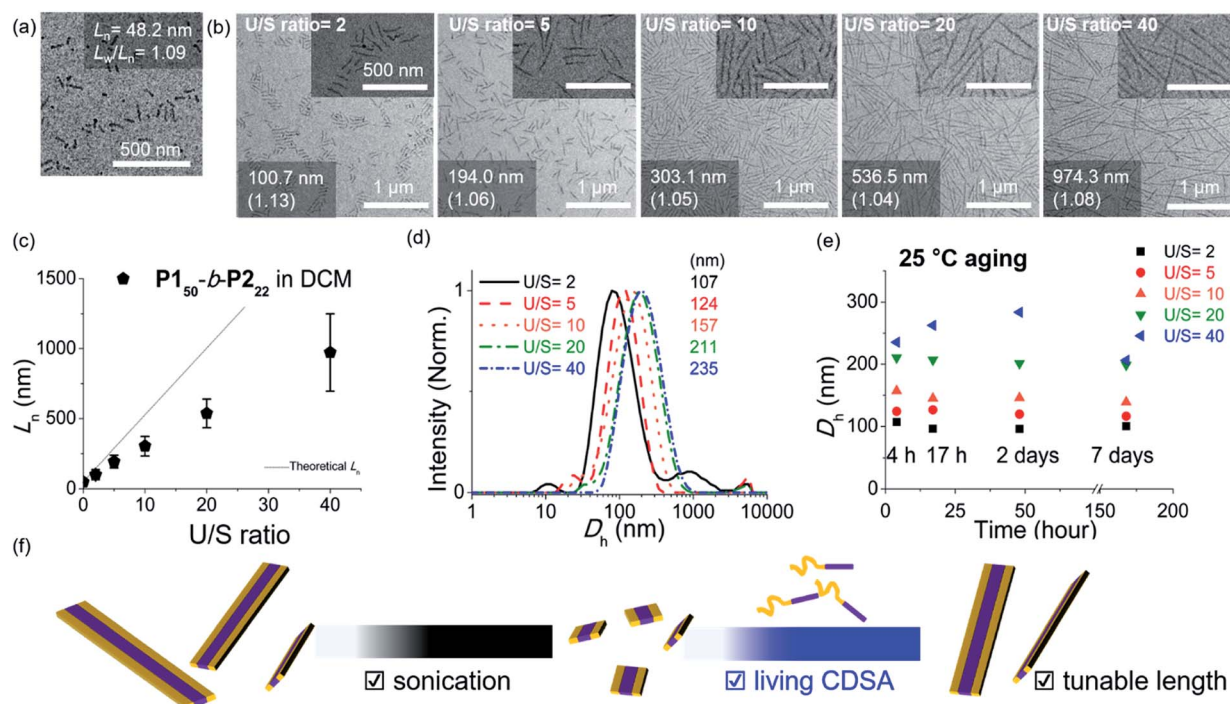 (a)
Ln= 48.2 nm
Lw/Ln= 1.09
500 nm
(b)
U/S ratio= 2
500 nm
100.7 nm
(1.13)
1 μm
U/S ratio= 5
194.0 nm
(1.06)
1 μm
U/S ratio= 10
303.1 nm
(1.05)
1 μm
U/S ratio= 20
536.5 nm
(1.04)
1 μm
U/S ratio= 40
974.3 nm
(1.08)
1 μm
(c)
P1₅₀-b-P2₂₂ in DCM
1500
1000
500
0
Ln (nm)
Theoretical Ln
0 10 20 30 40
U/S ratio
(d)
(nm)
U/S= 2 107
U/S= 5 124
U/S= 10 157
U/S= 20 211
U/S= 40 235
1
0
Intensity (Norm.)
1 10 100 1000 10000
Dh (nm)
(e)
25 °C aging
U/S= 2
U/S= 5
U/S= 10
U/S= 20
U/S= 40
300
200
100
0
Dh (nm)
4 h 17 h 2 days 7 days
0 25 50 150 200
Time (hour)
(f)
☑ sonication
☑ living CDSA
☑ tunable length